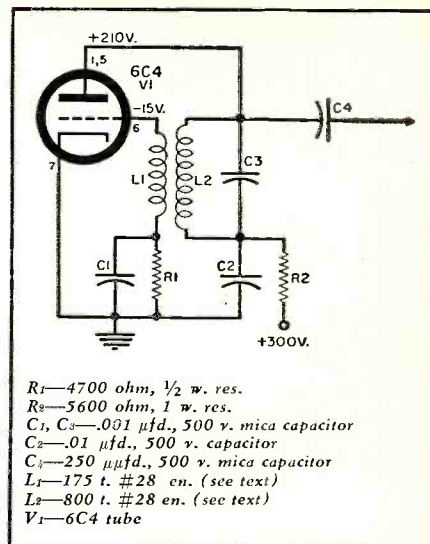 +210V.
1,5
6C4
V1
-15V.
6
7
L1
L2
C3
C4
C1
R1
C2
R2
+300V.
R1—4700 ohm, ½ w. res.
R2—5600 ohm, 1 w. res.
C1, C3—.001 μfd., 500 v. mica capacitor
C2—.01 μfd., 500 v. capacitor
C4—250 μμfd., 500 v. mica capacitor
L1—175 t. #28 en. (see text)
L2—800 t. #28 en. (see text)
V1—6C4 tube